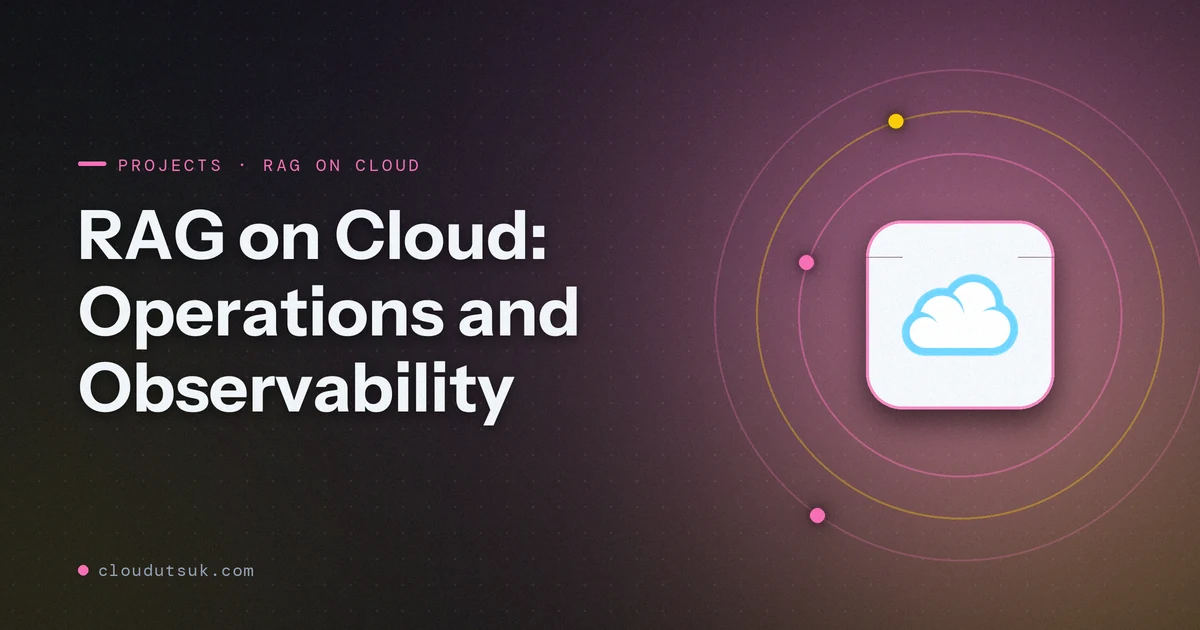 PROJECTS · RAG ON CLOUD
RAG on Cloud:
Operations and
Observability
cloudutsuk.com